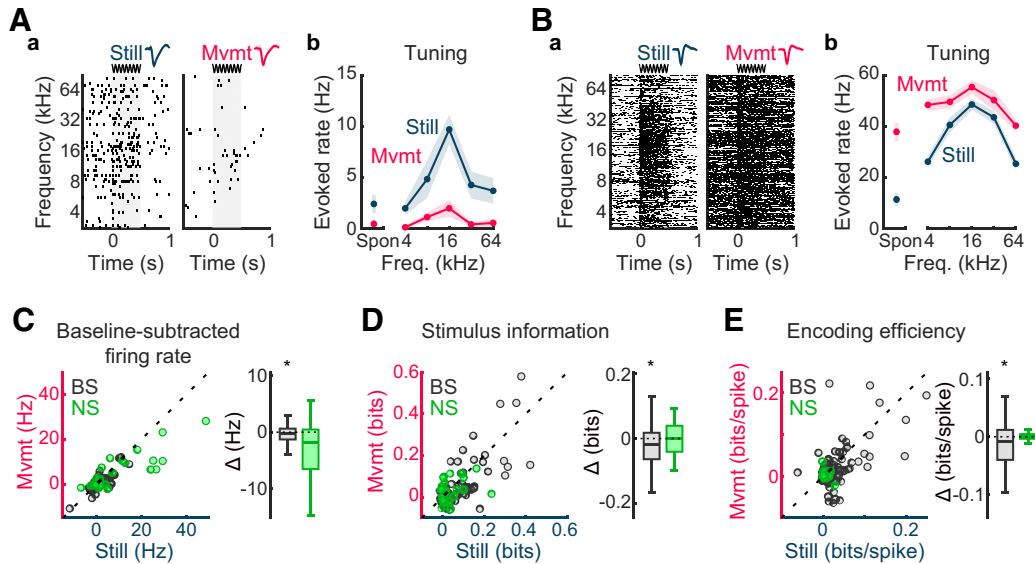 A
a
Still
Mvmt
Frequency (kHz)
64
32
16
8
4
0
1
0
1
Time (s)
Time (s)
b
Tuning
Evoked rate (Hz)
15
10
5
0
Still
Mvmt
Spon
4
16
64
Freq. (kHz)
B
a
Still
Mvmt
Frequency (kHz)
64
32
16
8
4
0
1
0
1
Time (s)
Time (s)
b
Tuning
Evoked rate (Hz)
60
40
20
0
Mvmt
Still
Spon
4
16
64
Freq. (kHz)
C
Baseline-subtracted
firing rate
Mvmt (Hz)
40
20
0
BS
NS
0
20
40
Still (Hz)
Δ (Hz)
10
0
-10
*
D
Stimulus information
Mvmt (bits)
0.6
0.4
0.2
0
BS
NS
0
0.2
0.4
0.6
Still (bits)
Δ (bits)
0.2
0
-0.2
*
E
Encoding efficiency
Mvmt (bits/spike)
0.2
0
BS
NS
0
0.2
Still (bits/spike)
Δ (bits/spike)
0.1
0
-0.1
*